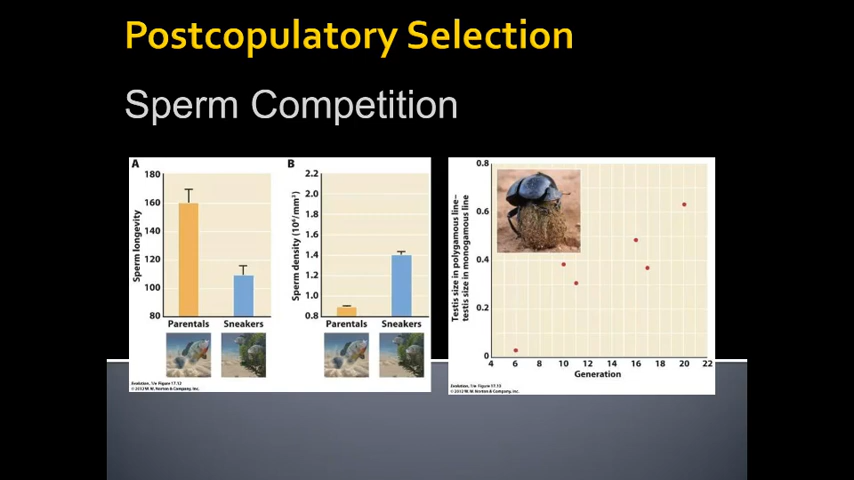 Postcopulatory Selection
Sperm Competition
A
180
160
140
120
100
80
Sperm longevity
Parentals
Sneakers
B
2.2
2.0
1.8
1.6
1.4
1.2
1.0
0.8
Sperm density (10⁶/mm³)
Parentals
Sneakers
Evolution, 1/e Figure 17.12
© 2012 W. W. Norton & Company, Inc.
0.8
0.6
0.4
0.2
0
Testis size in polygamous line–
testis size in monogamous line
4 6 8 10 12 14 16 18 20 22
Generation
Evolution, 1/e Figure 17.13
© 2012 W. W. Norton & Company, Inc.